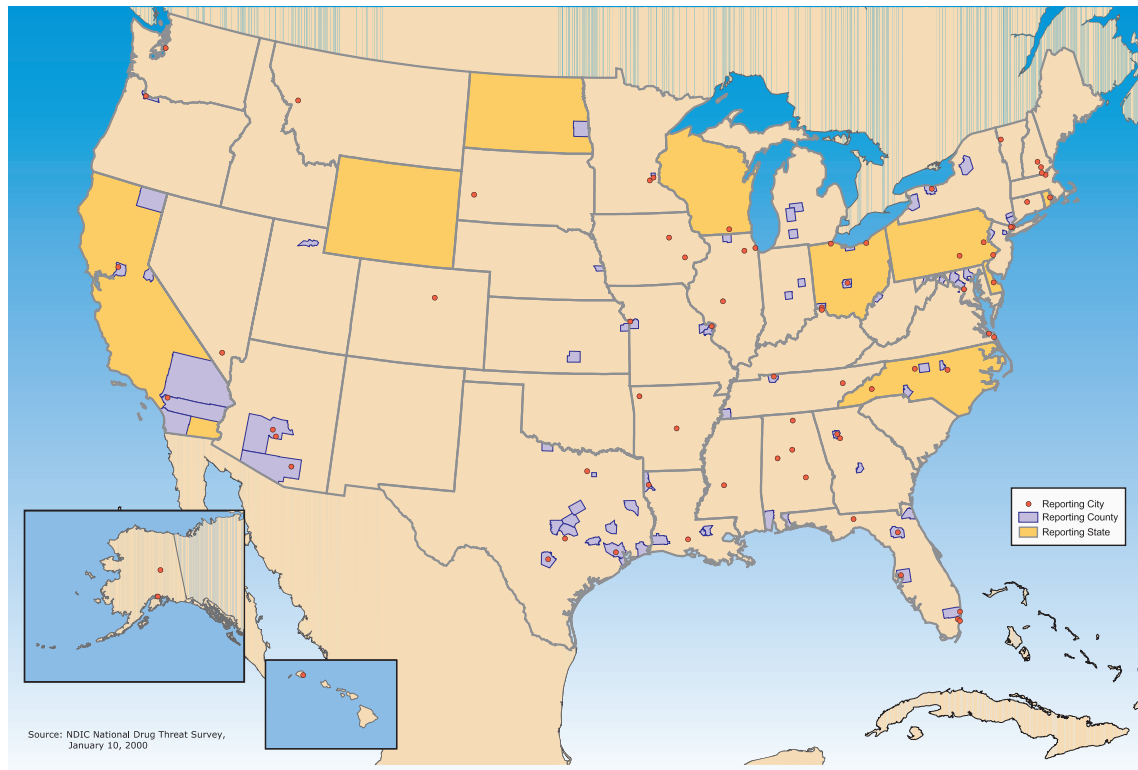 Reporting City
Reporting County
Reporting State
Source: NDIC National Drug Threat Survey,
January 10, 2000